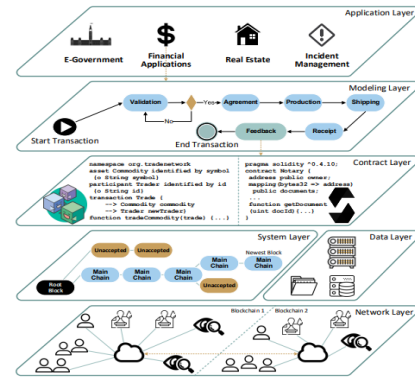 Application Layer
E-Government
Financial
Applications
Real Estate
Incident
Management
Modeling Layer
Validation
Yes
Agreement
Production
Shipping
No
Start Transaction
End Transaction
Feedback
Receipt
Contract Layer
namespace org.tradenetwork
asset Commodity identified by symbol
(o String symbol)
participant Trader identified by id
(o String id)
transaction Trade {
--> Commodity commodity
--> Trader newTrader}
function tradeCommodity(trade) {...}
pragma solidity ^0.4.10;
contract Notary {
address public owner;
mapping(bytes32 => address)
public documents;
...
function getDocument
(uint docId){...}
}
System Layer
Unaccepted
Unaccepted
Newest Block
Main
Chain
Main
Chain
Main
Chain
Main
Chain
Main
Chain
Root
Block
Unaccepted
Data Layer
Blockchain 1
Blockchain 2
Network Layer